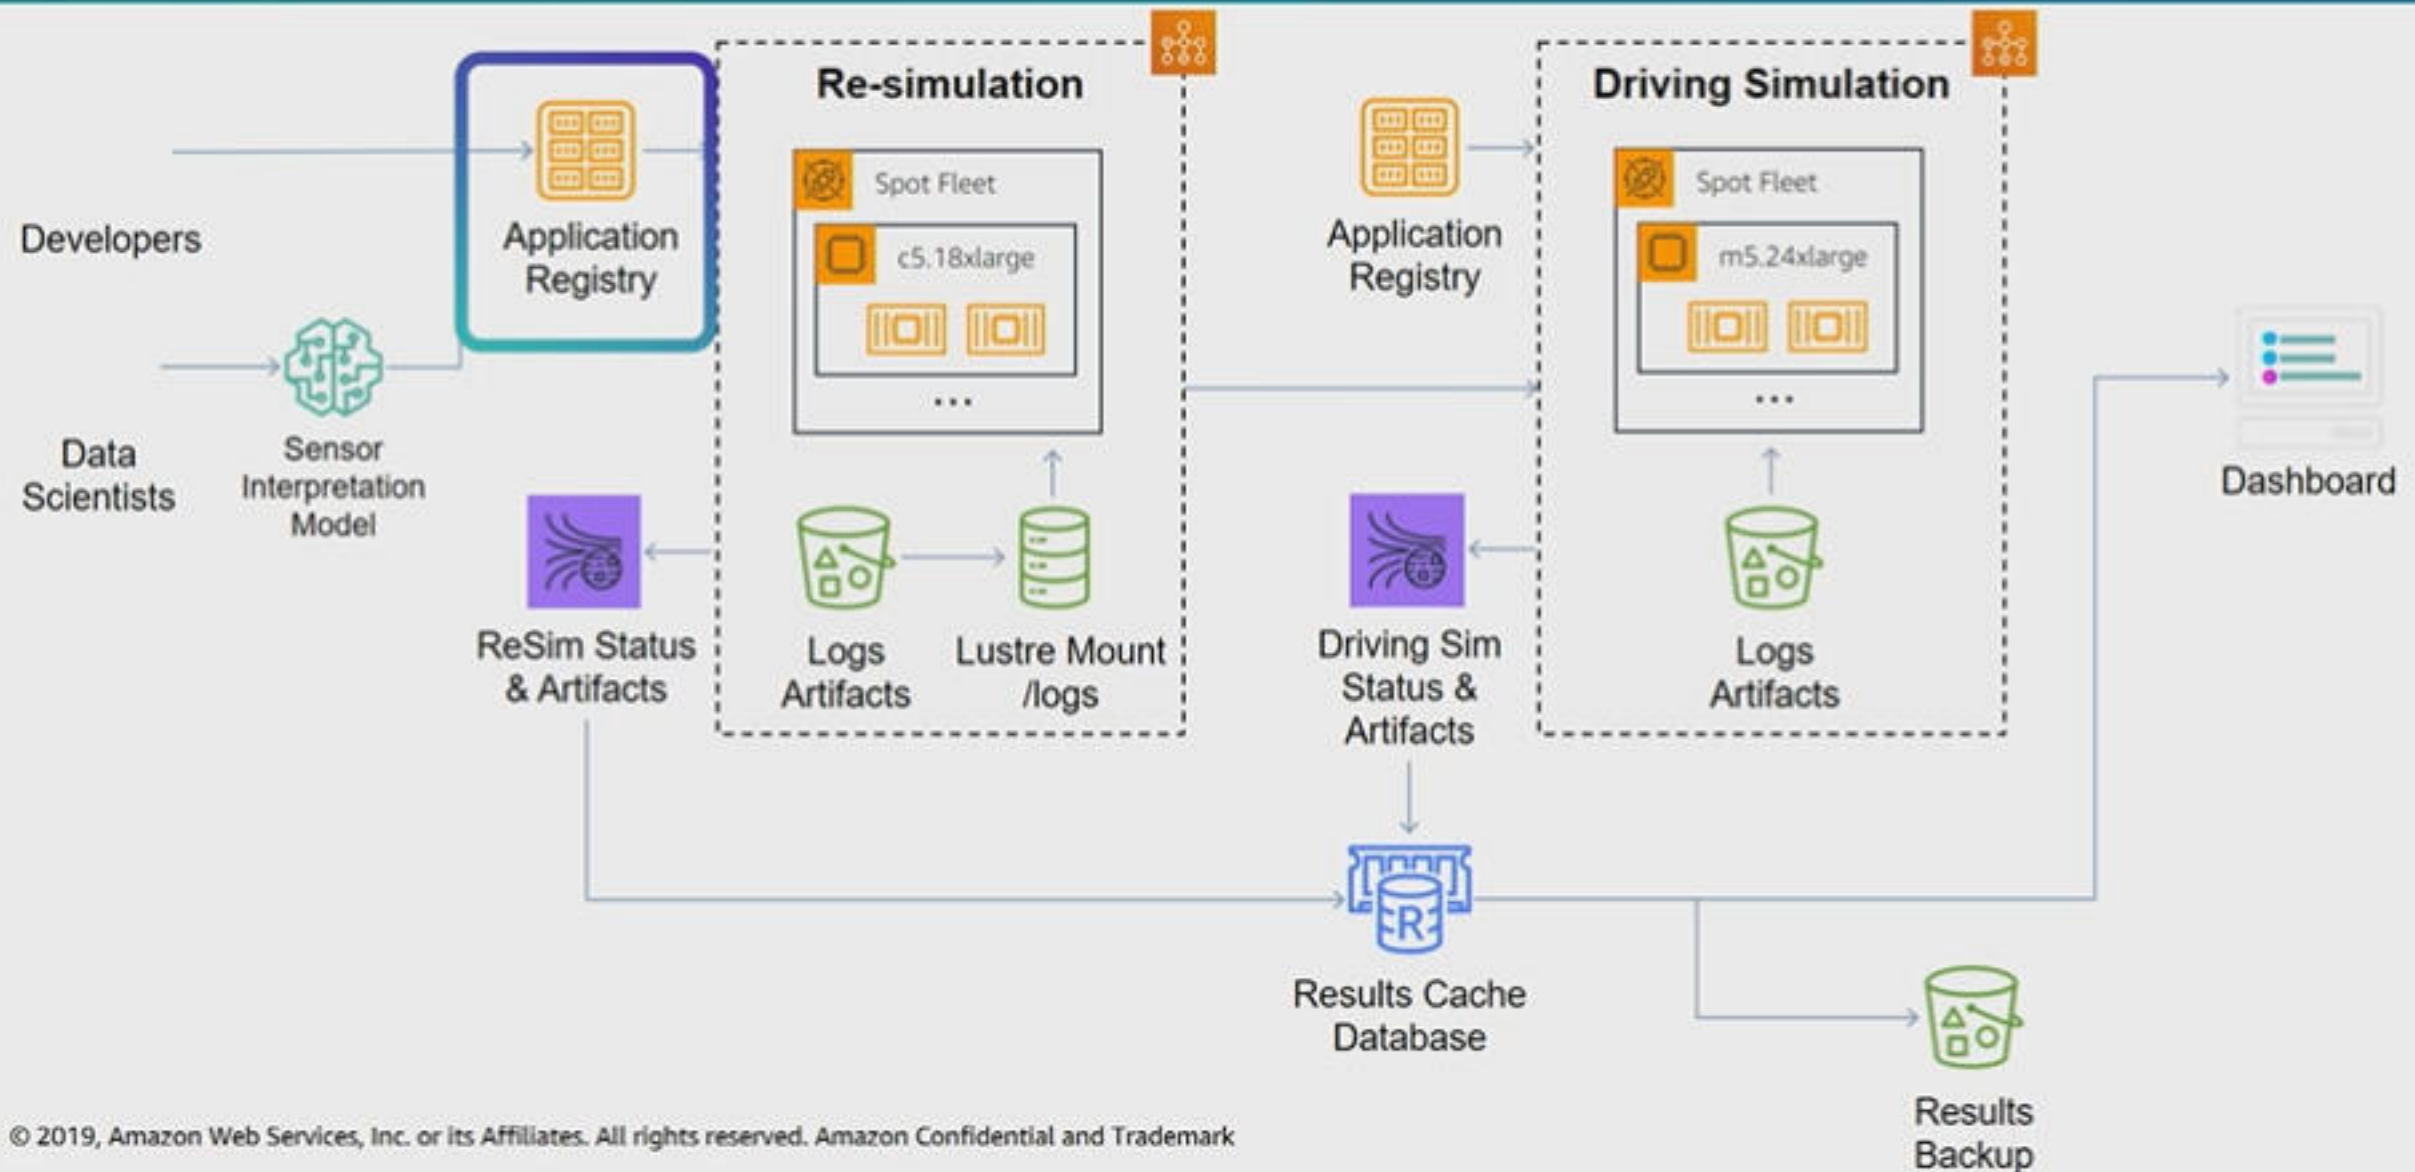 Developers
Data
Scientists
Sensor
Interpretation
Model
Application
Registry
ReSim Status
& Artifacts
Re-simulation
Spot Fleet
c5.18xlarge
...
Logs
Artifacts
Lustre Mount
/logs
Application
Registry
Driving Sim
Status &
Artifacts
Driving Simulation
Spot Fleet
m5.24xlarge
...
Logs
Artifacts
Dashboard
R
Results Cache
Database
Results
Backup
© 2019, Amazon Web Services, Inc. or its Affiliates. All rights reserved. Amazon Confidential and Trademark